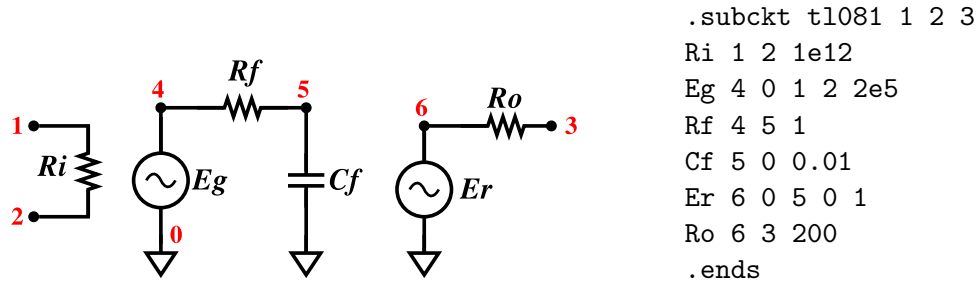 4
Rf
5
1
Ri
2
Eg
0
Cf
6
Ro
3
Er
.subckt tl081 1 2 3
Ri 1 2 1e12
Eg 4 0 1 2 2e5
Rf 4 5 1
Cf 5 0 0.01
Er 6 0 5 0 1
Ro 6 3 200
.ends